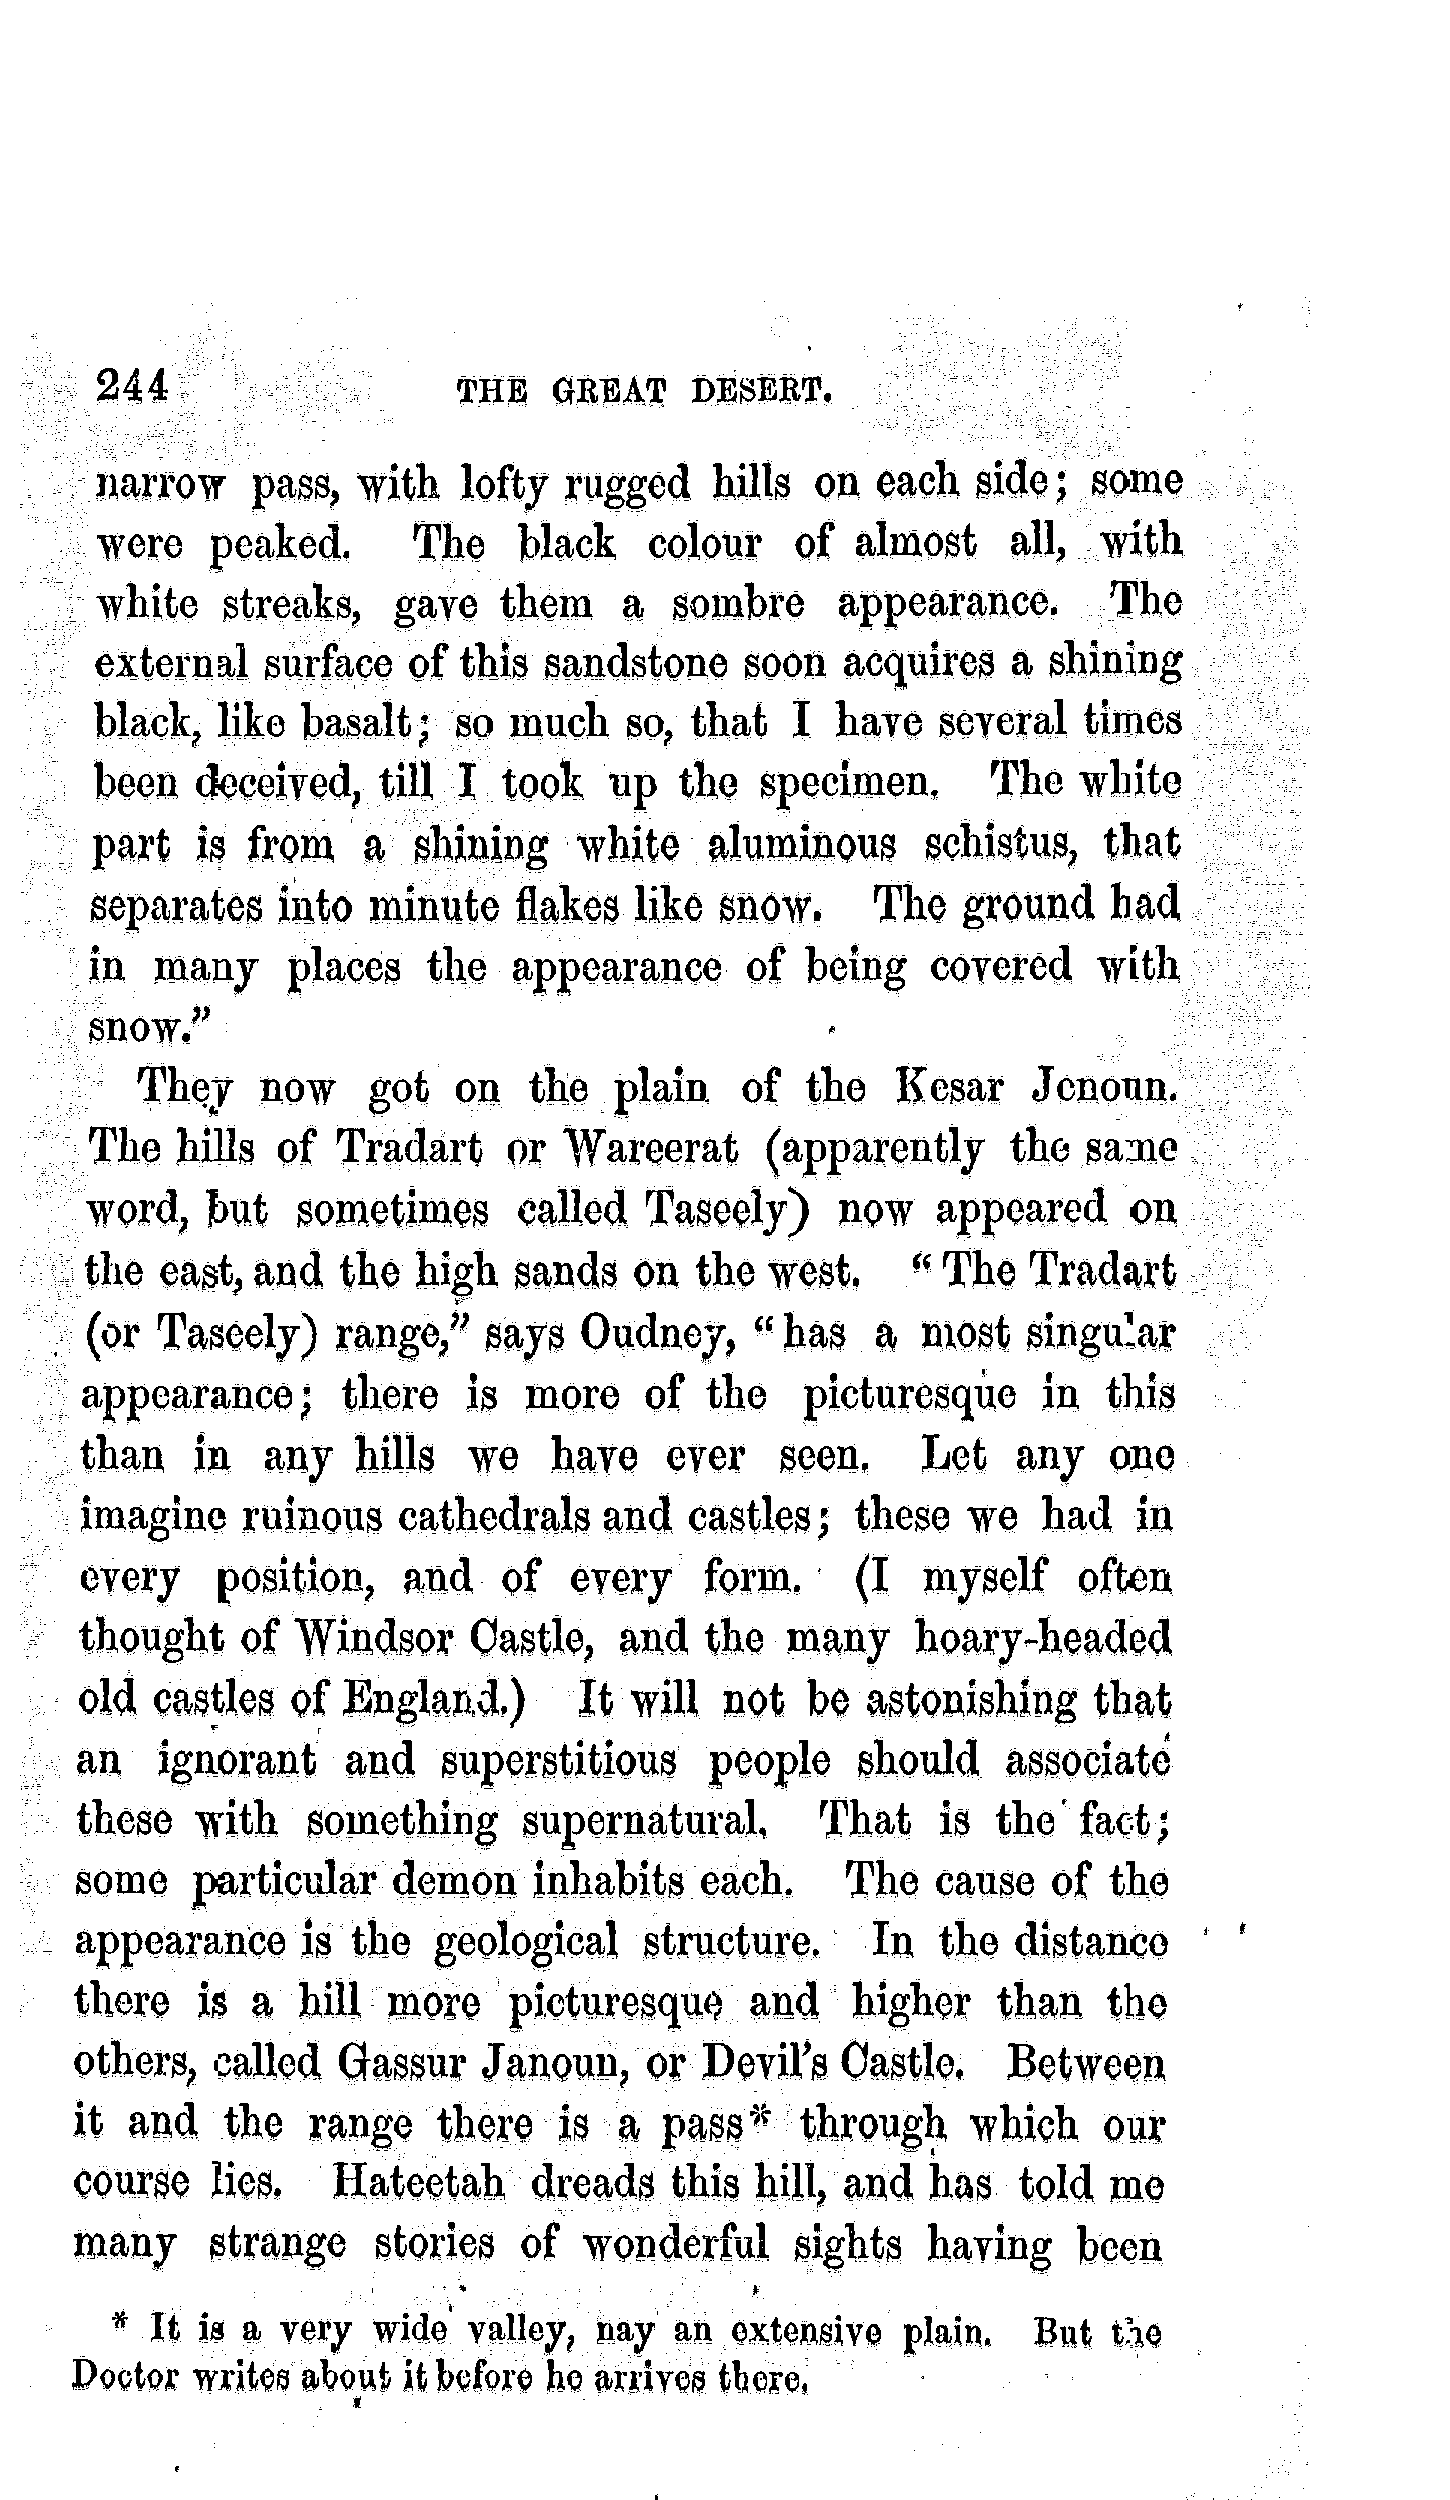 244 THE GREAT DESERT.
narrow pass, with lofty rugged hills on each side; some
were peaked. The black colour of almost all, with
white streaks, gave them a sombre appearance. The
external surface of this sandstone soon acquires a shining
black, like basalt; so much so, that I have several times
been deceived, till I took up the specimen. The white
part is from a shining white aluminous schistus, that
separates into minute flakes like snow. The ground had
in many places the appearance of being covered with
snow.”
They now got on the plain of the Kesar Jenoun.
The hills of Tradart or Wareerat (apparently the same
word, but sometimes called Taseely) now appeared on
the east, and the high sands on the west. “The Tradart
(or Taseely) range,” says Oudney, “has a most singular
appearance; there is more of the picturesque in this
than in any hills we have ever seen. Let any one
imagine ruinous cathedrals and castles; these we had in
every position, and of every form. (I myself often
thought of Windsor Castle, and the many hoary-headed
old castles of England.) It will not be astonishing that
an ignorant and superstitious people should associate
these with something supernatural. That is the fact;
some particular demon inhabits each. The cause of the
appearance is the geological structure. In the distance
there is a hill more picturesque and higher than the
others, called Gassur Janoun, or Devil's Castle. Between
it and the range there is a pass* through which our
course lies. Hateetah dreads this hill, and has told me
many strange stories of wonderful sights having been
* It is a very wide valley, nay an extensive plain. But the
Doctor writes about it before he arrives there.